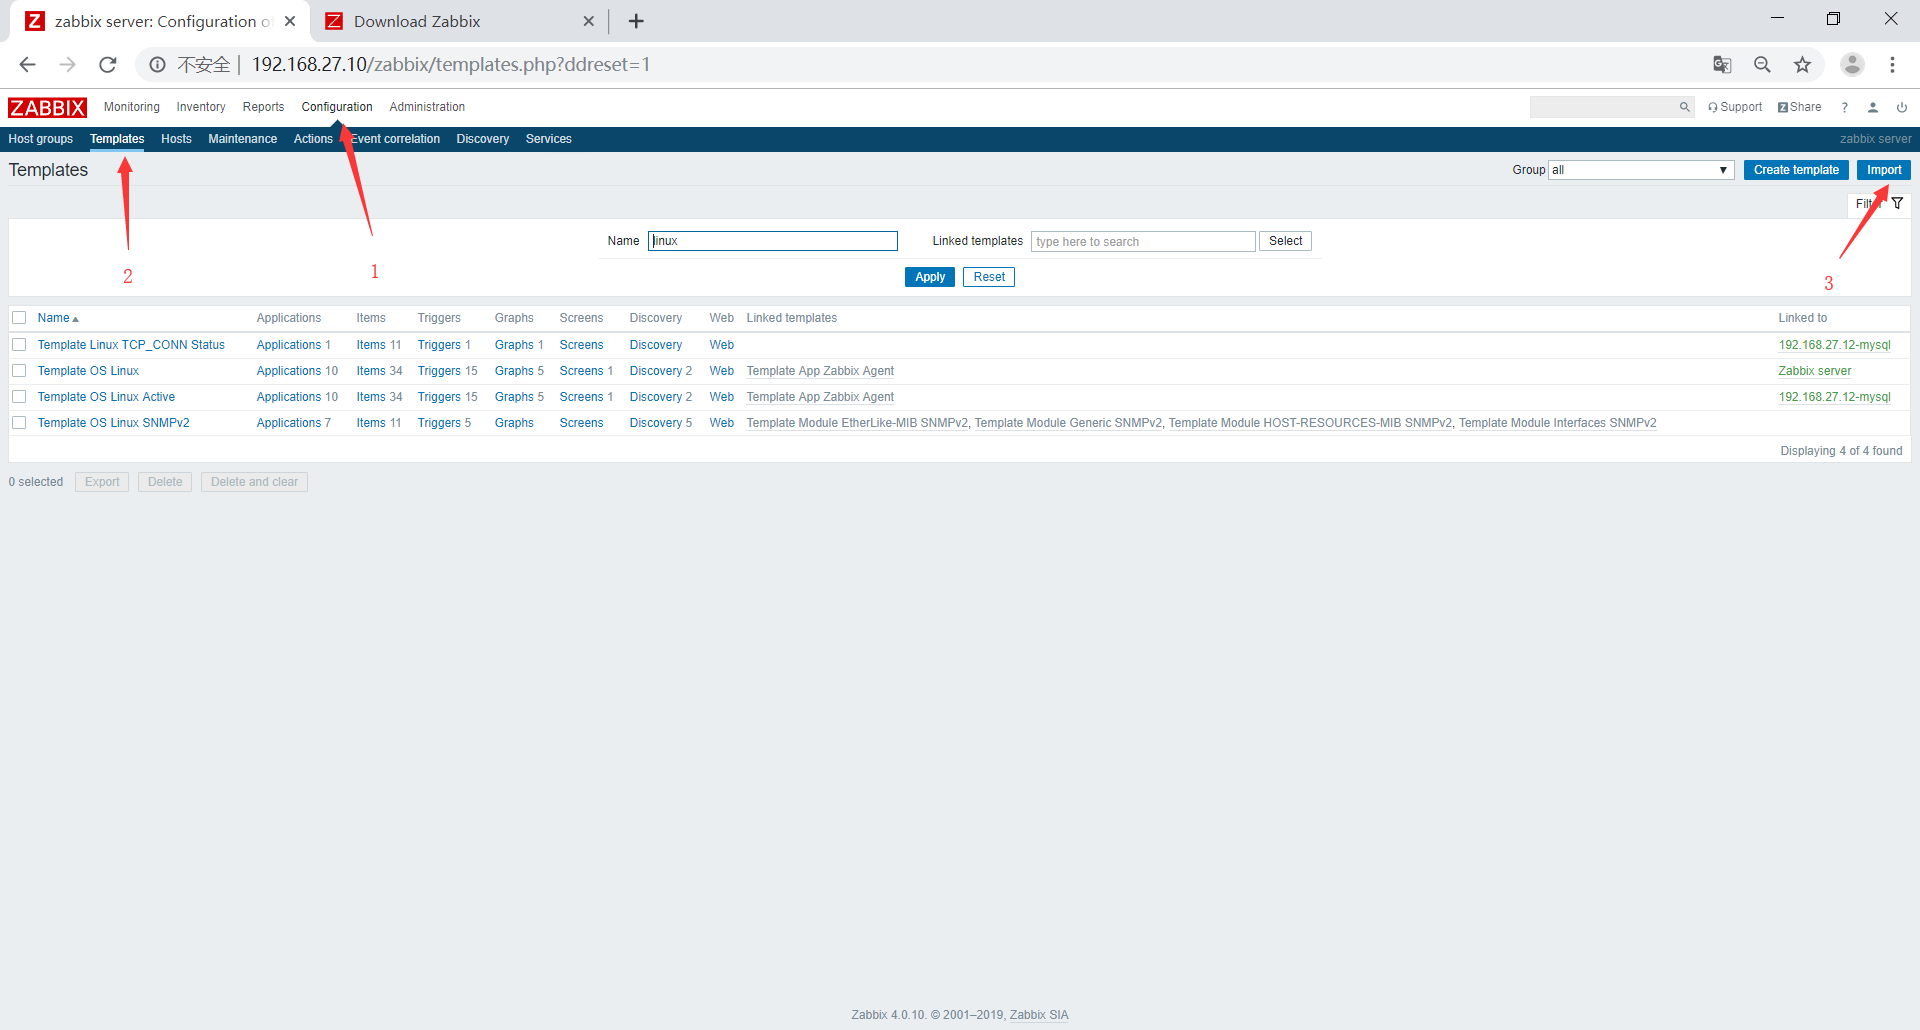 zabbix server: Configuration o
Download Zabbix
不安全 | 192.168.27.10/zabbix/templates.php?ddreset=1
ZABBIX Monitoring Inventory Reports Configuration Administration Support Share ?
Host groups Templates Hosts Maintenance Actions Event correlation Discovery Services zabbix server
Templates Group all Create template Import
Filter
Name linux Linked templates type here to search Select
Apply Reset
1
2
3
Name Applications Items Triggers Graphs Screens Discovery Web Linked templates Linked to
Template Linux TCP_CONN Status Applications 1 Items 11 Triggers 1 Graphs 1 Screens Discovery Web 192.168.27.12-mysql
Template OS Linux Applications 10 Items 34 Triggers 15 Graphs 5 Screens 1 Discovery 2 Web Template App Zabbix Agent Zabbix server
Template OS Linux Active Applications 10 Items 34 Triggers 15 Graphs 5 Screens 1 Discovery 2 Web Template App Zabbix Agent 192.168.27.12-mysql
Template OS Linux SNMPv2 Applications 7 Items 11 Triggers 5 Graphs Screens Discovery 5 Web Template Module EtherLike-MIB SNMPv2, Template Module Generic SNMPv2, Template Module HOST-RESOURCES-MIB SNMPv2, Template Module Interfaces SNMPv2
Displaying 4 of 4 found
0 selected Export Delete Delete and clear
Zabbix 4.0.10. © 2001–2019, Zabbix SIA